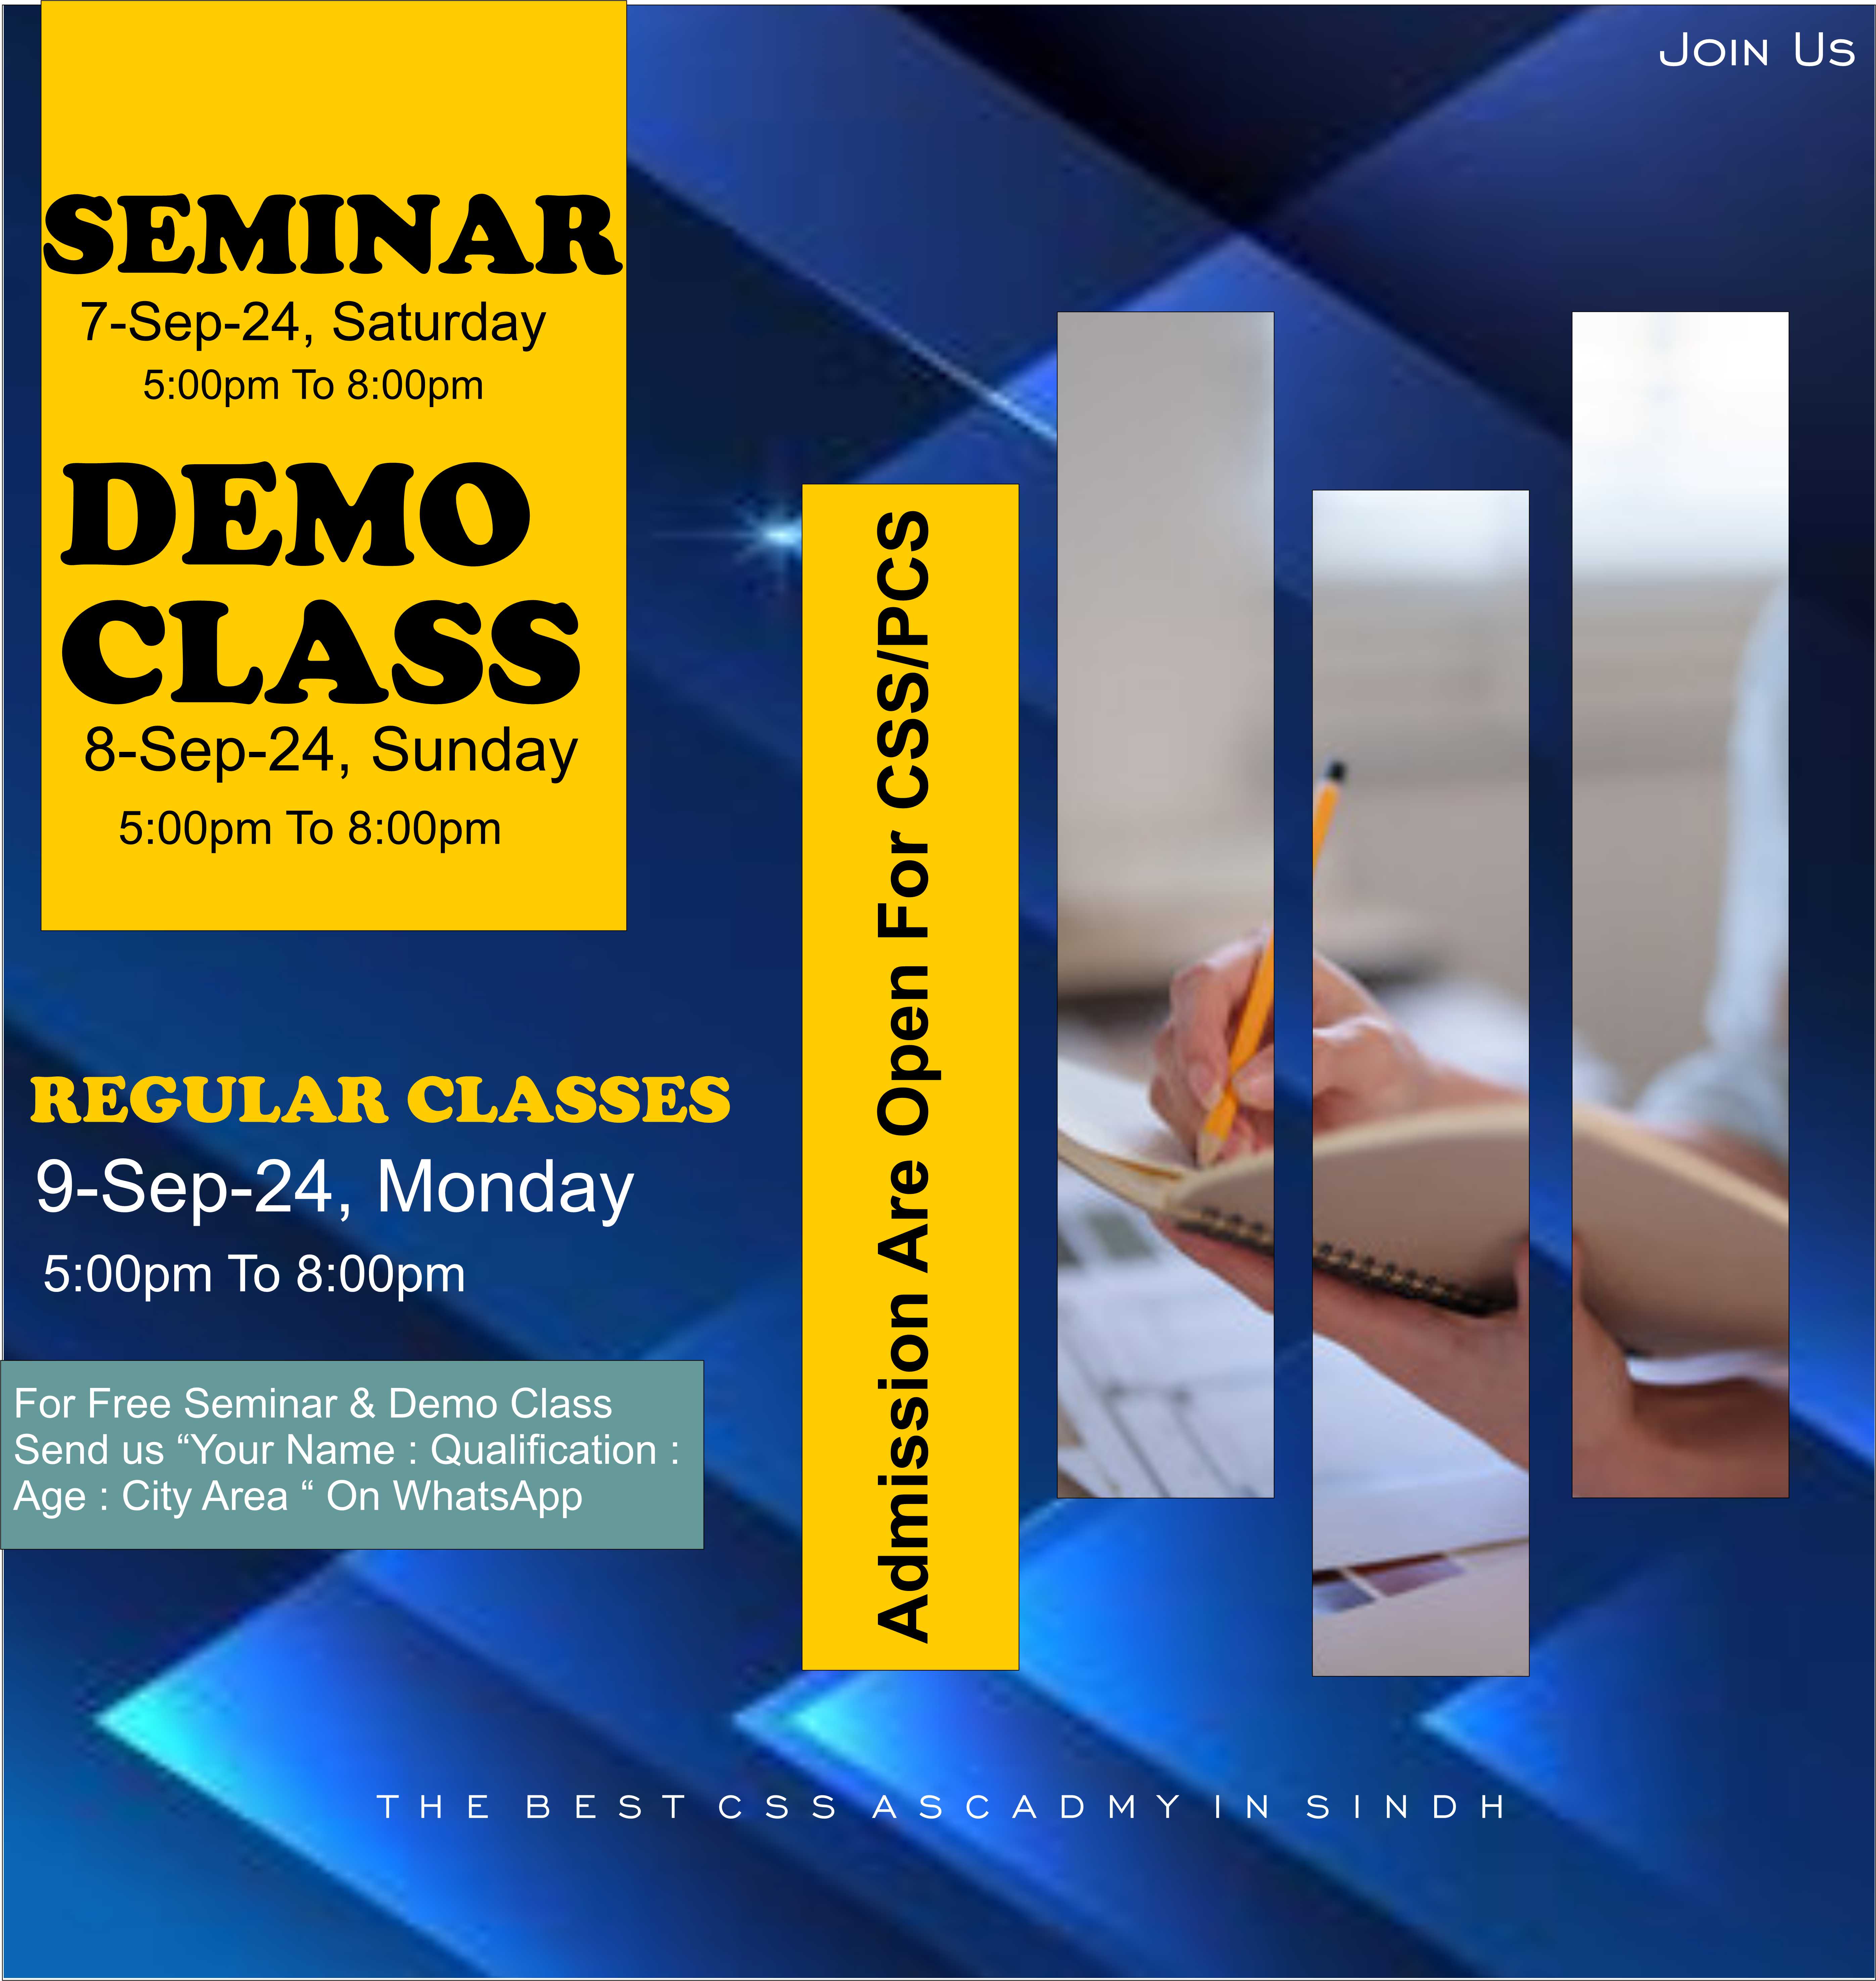 Join Us
SEMINAR
7-Sep-24, Saturday
5:00pm To 8:00pm
DEMO
CLASS
8-Sep-24, Sunday
5:00pm To 8:00pm
Admission Are Open For CSS/PCS
REGULAR CLASSES
9-Sep-24, Monday
5:00pm To 8:00pm
For Free Seminar & Demo Class
Send us “Your Name : Qualification :
Age : City Area “ On WhatsApp
THE BEST CSS ASCADMY IN SINDH